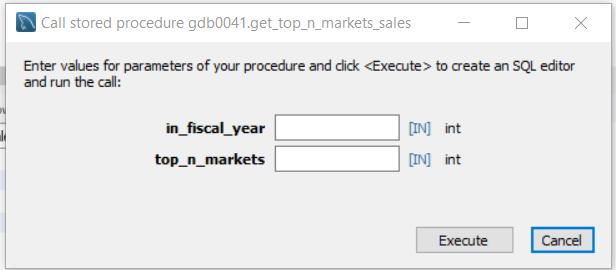 Call stored procedure gdb0041.get_top_n_markets_sales
Enter values for parameters of your procedure and click <Execute> to create an SQL editor
and run the call:
in_fiscal_year [IN] int
top_n_markets [IN] int
Execute Cancel